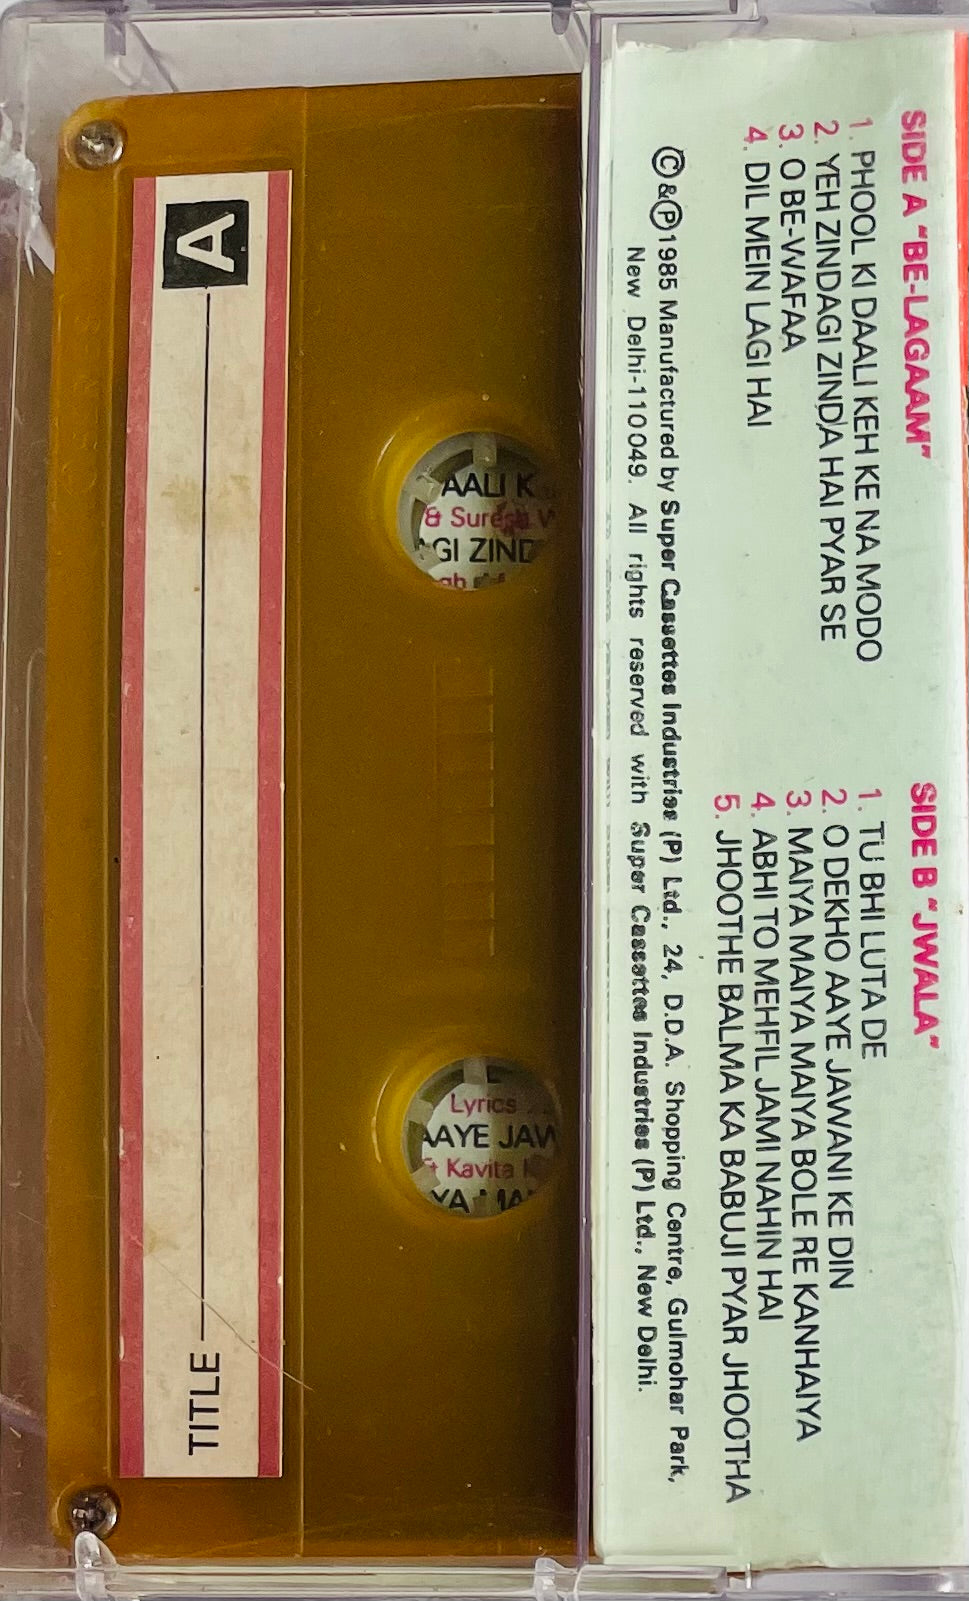 SIDE A "BE-LAGAAM"
1. PHOOL KI DAALI KEH KE NA MODO
2. YEH ZINDAGI ZINDA HAI PYAR SE
3. O BE-WAFAA
4. DIL MEIN LAGI HAI
SIDE B "JWALA"
1. TU BHI LUTA DE
2. O DEKHO AAYE JAWANI KE DIN
3. MAIYA MAIYA MAIYA BOLE RE KANHAIYA
4. ABHI TO MEHFIL JAMI NAHIN HAI
5. JHOOTHE BALMA KA BABUJI PYAR JHOOTHA
©&℗1985 Manufactured by Super Cassettes Industries (P) Ltd., 24, D.D.A. Shopping Centre, Gulmohar Park,
New Delhi-110049. All rights reserved with Super Cassettes Industries (P) Ltd., New Delhi.
A
TITLE
AALI K
& Suresh V
GI ZIND
Lyrics
AAYE JAW
& Kavita